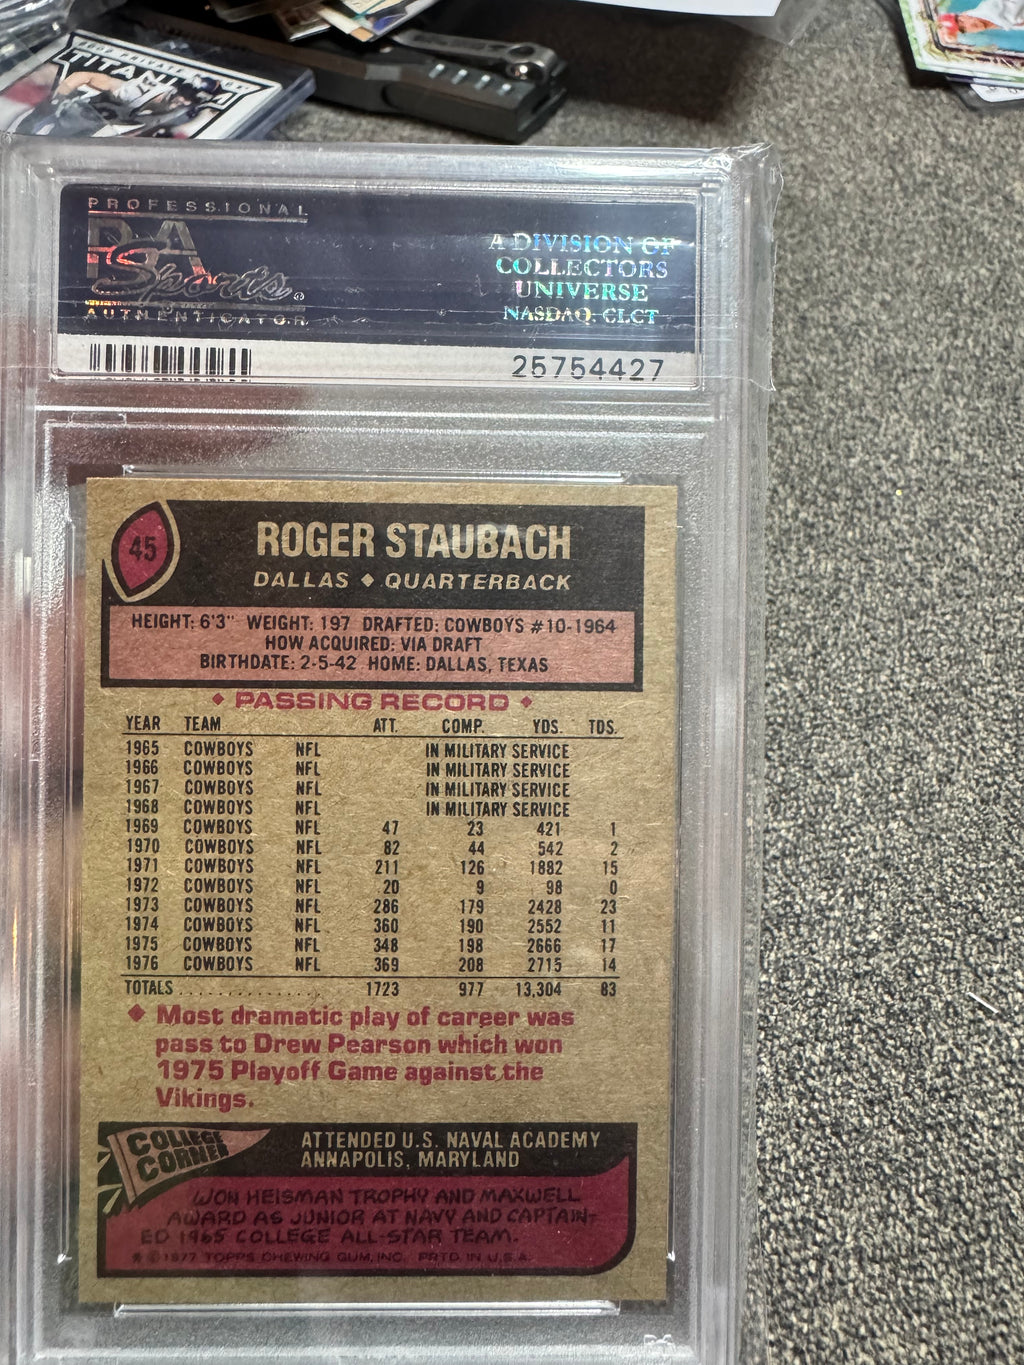 TITANIUM
PROFESSIONAL
PSA
Sports®
AUTHENTICATOR
A DIVISION OF
COLLECTORS
UNIVERSE
NASDAQ: CLCT
25754427
45
ROGER STAUBACH
DALLAS ◆ QUARTERBACK
HEIGHT: 6'3" WEIGHT: 197 DRAFTED: COWBOYS #10-1964
HOW ACQUIRED: VIA DRAFT
BIRTHDATE: 2-5-42 HOME: DALLAS, TEXAS
◆ PASSING RECORD ◆
YEAR TEAM ATT. COMP. YDS. TDS.
1965 COWBOYS NFL IN MILITARY SERVICE
1966 COWBOYS NFL IN MILITARY SERVICE
1967 COWBOYS NFL IN MILITARY SERVICE
1968 COWBOYS NFL IN MILITARY SERVICE
1969 COWBOYS NFL 47 23 421 1
1970 COWBOYS NFL 82 44 542 2
1971 COWBOYS NFL 211 126 1882 15
1972 COWBOYS NFL 20 9 98 0
1973 COWBOYS NFL 286 179 2428 23
1974 COWBOYS NFL 360 190 2552 11
1975 COWBOYS NFL 348 198 2666 17
1976 COWBOYS NFL 369 208 2715 14
TOTALS ................. 1723 977 13,304 83
◆ Most dramatic play of career was
pass to Drew Pearson which won
1975 Playoff Game against the
Vikings.
COLLEGE
CORNER
ATTENDED U.S. NAVAL ACADEMY
ANNAPOLIS, MARYLAND
WON HEISMAN TROPHY AND MAXWELL
AWARD AS JUNIOR AT NAVY AND CAPTAIN-
ED 1965 COLLEGE ALL-STAR TEAM.
* © 1977 TOPPS CHEWING GUM, INC. PRTD IN U.S.A.